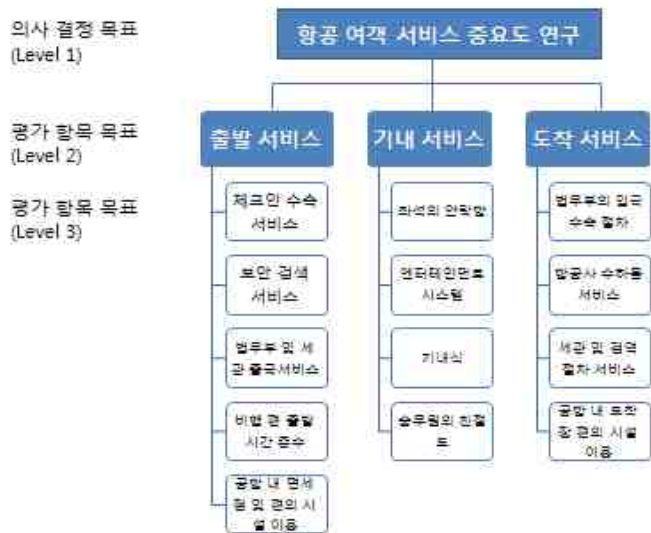 의사 결정 목표
(Level 1)
항공 여객 서비스 중요도 연구
평가 항목 목표
(Level 2)
출발 서비스
기내 서비스
도착 서비스
평가 항목 목표
(Level 3)
체크인 수속
서비스
보안 검색
서비스
법무부 및 세
관 출국서비스
비행 편 출발
시간 준수
공항 내 면세
점 및 편의 시
설 이용
좌석의 안락함
엔터테인먼트
시스템
기내식
승무원의 친절
도
법무부의 입국
수속 절차
항공사 수하물
서비스
세관 및 검역
절차 서비스
공항 내 도착
장 편의 시설
이용